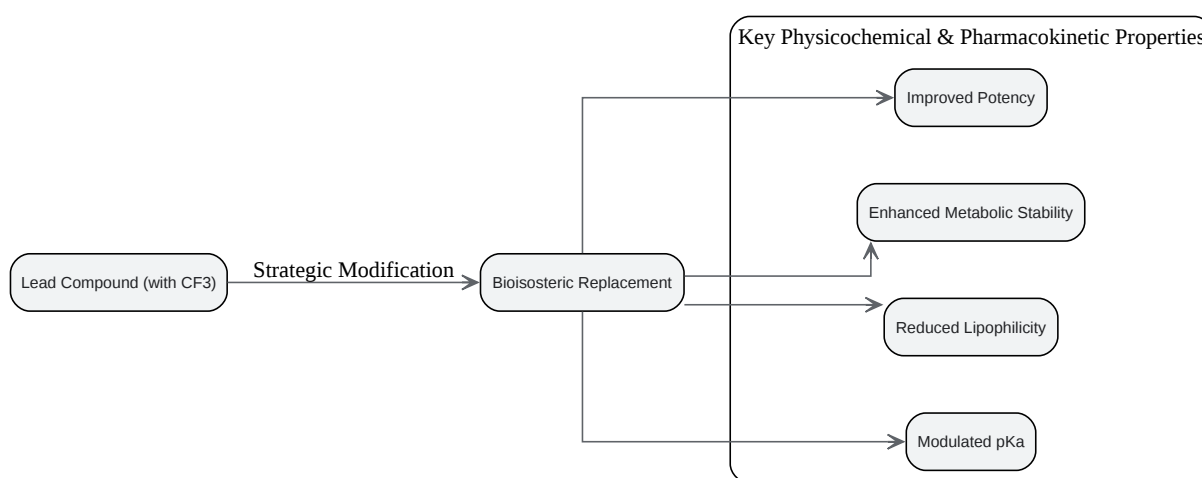 Key Physicochemical & Pharmacokinetic Properties
Improved Potency
Enhanced Metabolic Stability
Lead Compound (with CF3)
Strategic Modification
Bioisosteric Replacement
Reduced Lipophilicity
Modulated pKa